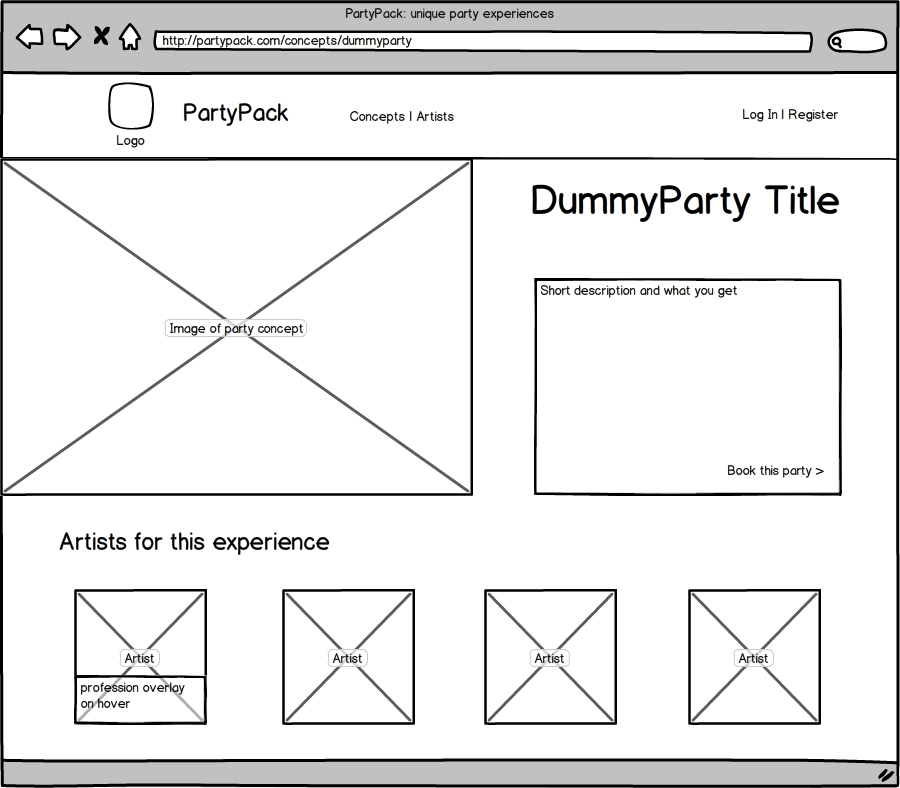 PartyPack: unique party experiences
http://partypack.com/concepts/dummyparty
Logo
PartyPack
Concepts | Artists
Log In | Register
Image of party concept
DummyParty Title
Short description and what you get
Book this party >
Artists for this experience
Artist
profession overlay
on hover
Artist
Artist
Artist